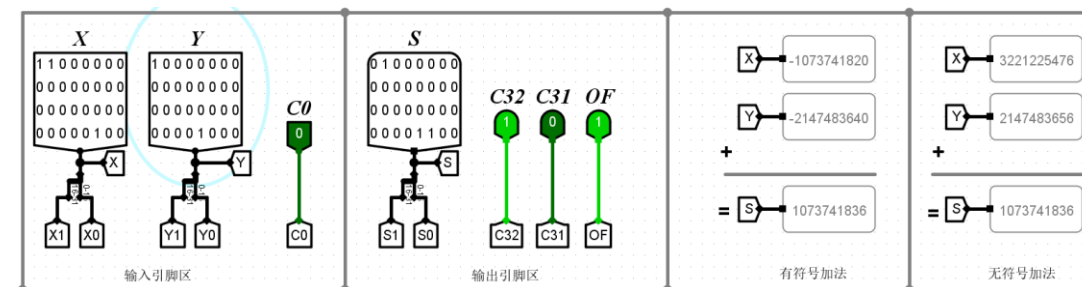 X Y S
11000000
00000000
00000000
00000100
10000000
00000000
00000000
00001000
C0
0
01000000
00000000
00000000
00001100
C32 C31 OF
1 0 1
X Y S
X1 X0 Y1 Y0 C0 S1 S0 C32 C31 OF
输入引脚区
输出引脚区
X -1073741820
Y -2147483640
+
= S 1073741836
有符号加法
X 3221225476
Y 2147483656
+
= S 1073741836
无符号加法